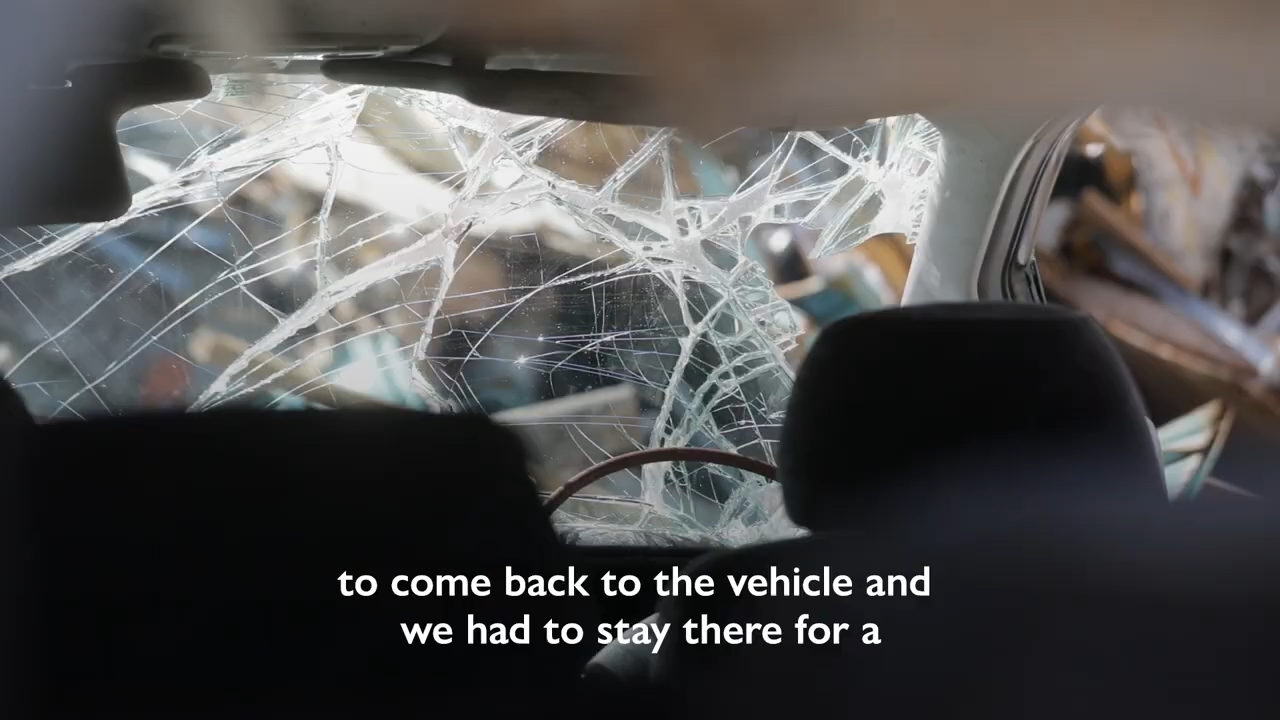 to come back to the vehicle and
we had to stay there for a